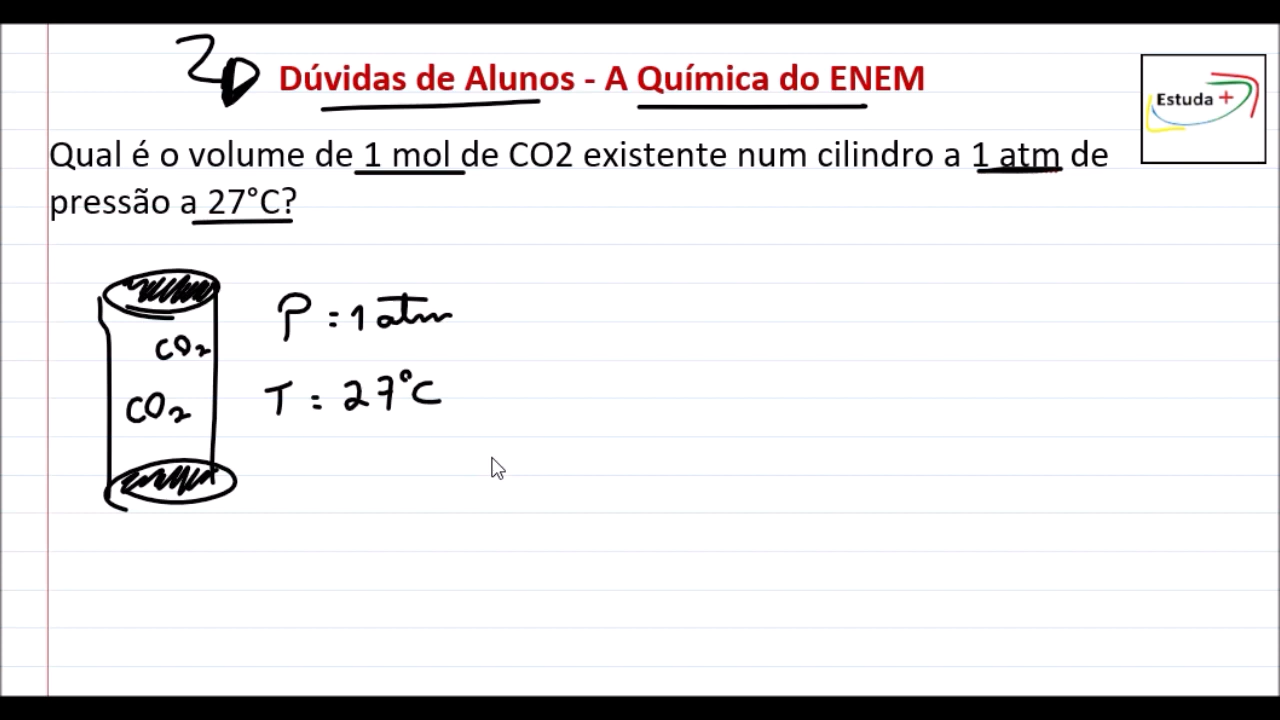 Dúvidas de Alunos - A Química do ENEM
Estuda +
Qual é o volume de 1 mol de CO2 existente num cilindro a 1 atm de
pressão a 27°C?
P = 1 atm
CO₂
T = 27°C
CO₂